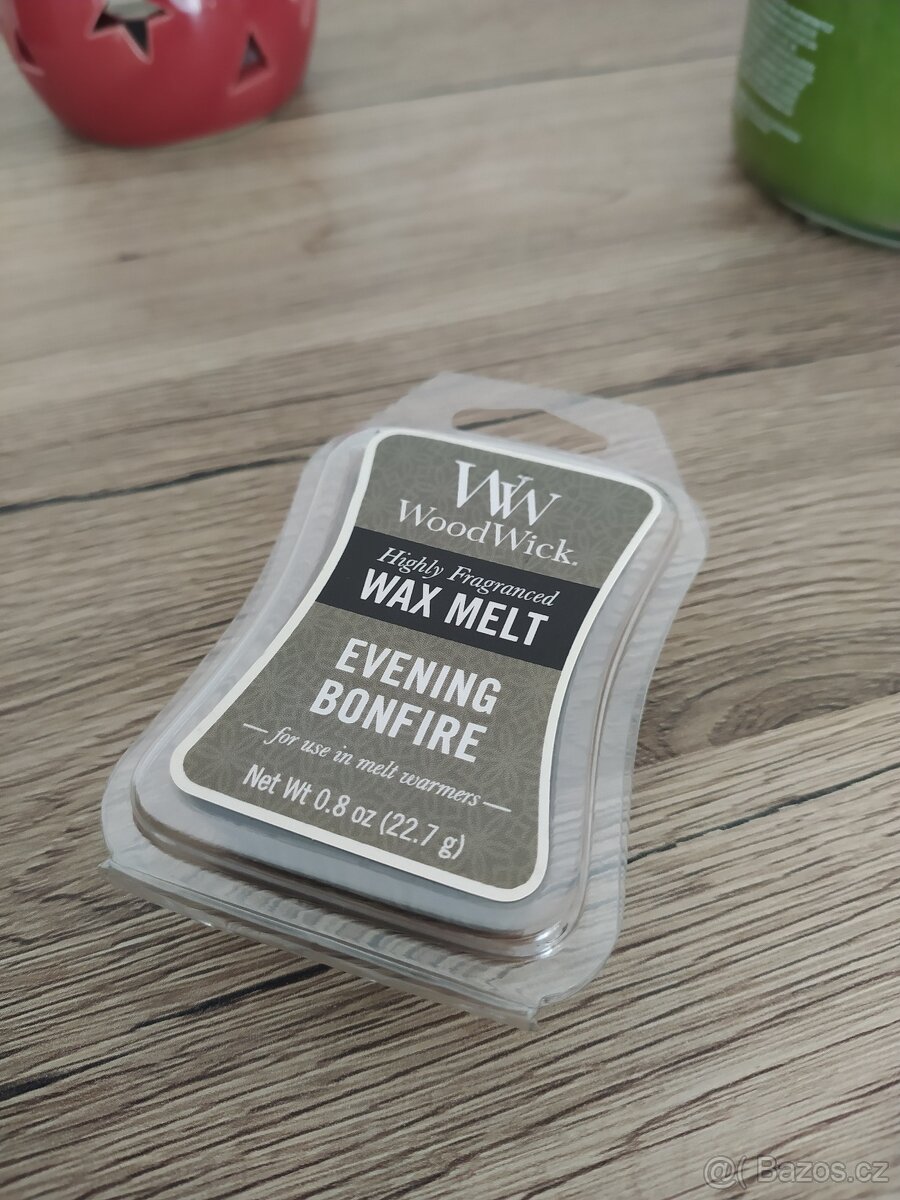 WW
WoodWick.
Highly Fragranced
WAX MELT
EVENING
BONFIRE
— for use in melt warmers —
Net Wt 0.8 oz (22.7 g)
@( Bazos.cz